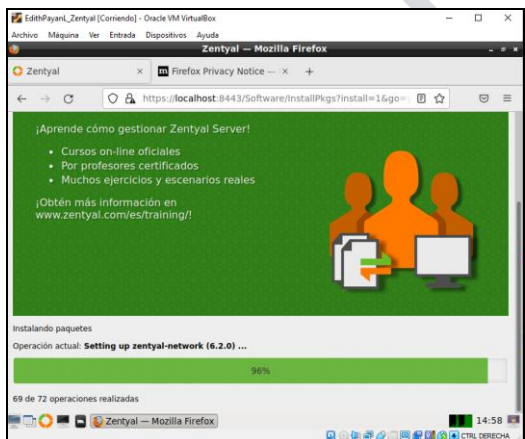 EdithPayanL_Zentyal [Corriendo] - Oracle VM VirtualBox
Archivo Máquina Ver Entrada Dispositivos Ayuda
Zentyal — Mozilla Firefox
Zentyal
Firefox Privacy Notice —
https://localhost:8443/Software/InstallPkgs?install=1&go=
¡Aprende cómo gestionar Zentyal Server!
• Cursos on-line oficiales
• Por profesores certificados
• Muchos ejercicios y escenarios reales
¡Obtén más información en
www.zentyal.com/es/training/!
Instalando paquetes
Operación actual: Setting up zentyal-network (6.2.0) ...
96%
69 de 72 operaciones realizadas
Zentyal — Mozilla Firefox
14:58
CTRL DERECHA